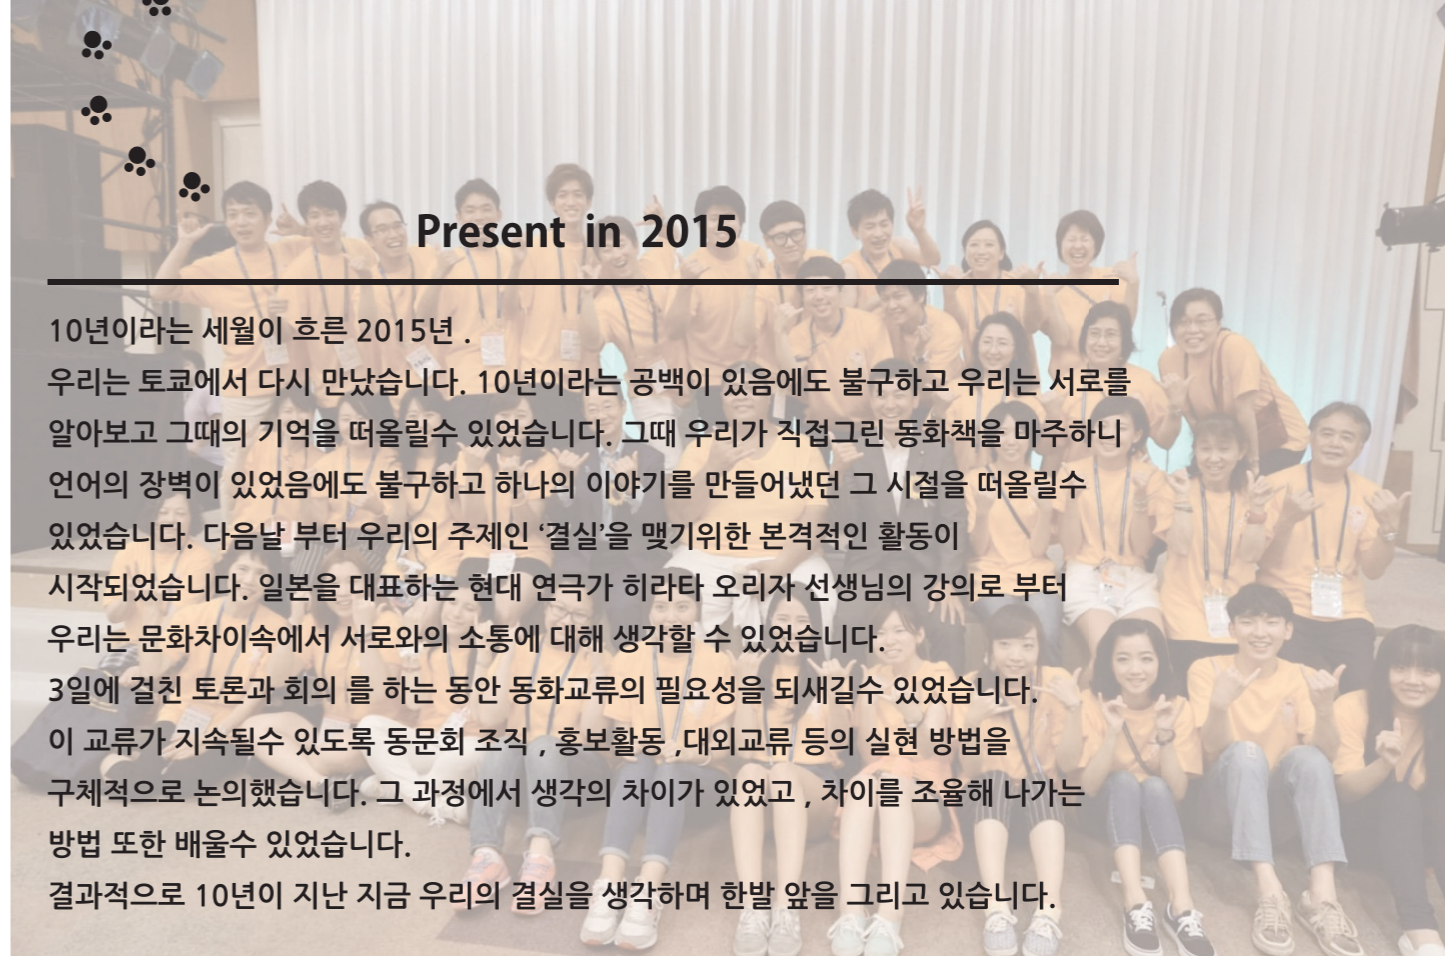 Present in 2015
10년이라는 세월이 흐른 2015년 .
우리는 토쿄에서 다시 만났습니다. 10년이라는 공백이 있음에도 불구하고 우리는 서로를
알아보고 그때의 기억을 떠올릴수 있었습니다. 그때 우리가 직접그린 동화책을 마주하니
언어의 장벽이 있었음에도 불구하고 하나의 이야기를 만들어냈던 그 시절을 떠올릴수
있었습니다. 다음날 부터 우리의 주제인 ‘결실’을 맺기위한 본격적인 활동이
시작되었습니다. 일본을 대표하는 현대 연극가 히라타 오리자 선생님의 강의로 부터
우리는 문화차이속에서 서로와의 소통에 대해 생각할 수 있었습니다.
3일에 걸친 토론과 회의 를 하는 동안 동화교류의 필요성을 되새길수 있었습니다.
이 교류가 지속될수 있도록 동문회 조직 , 홍보활동 ,대외교류 등의 실현 방법을
구체적으로 논의했습니다. 그 과정에서 생각의 차이가 있었고 , 차이를 조율해 나가는
방법 또한 배울수 있었습니다.
결과적으로 10년이 지난 지금 우리의 결실을 생각하며 한발 앞을 그리고 있습니다.